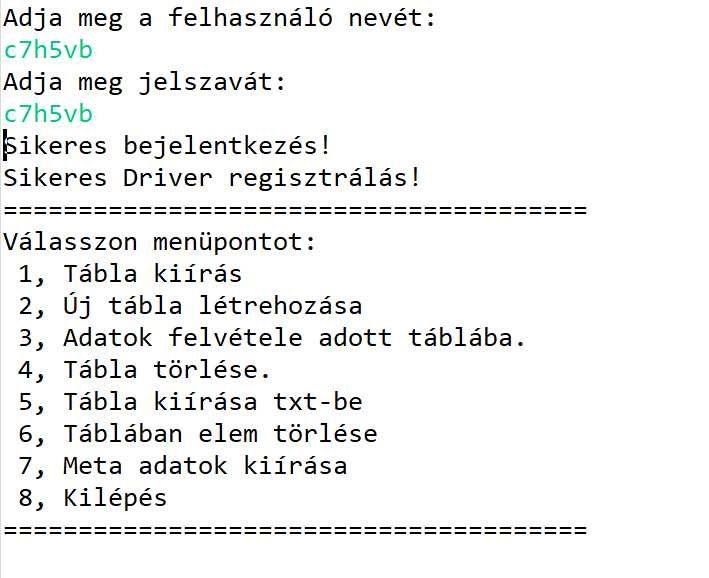 Adja meg a felhasználó nevét:
c7h5vb
Adja meg jelszavát:
c7h5vb
Sikeres bejelentkezés!
Sikeres Driver regisztrálás!
=======================================
Válasszon menüpontot:
1, Tábla kiírás
2, Új tábla létrehozása
3, Adatok felvétele adott táblába.
4, Tábla törlése.
5, Tábla kiírása txt-be
6, Táblában elem törlése
7, Meta adatok kiírása
8, Kilépés
=======================================